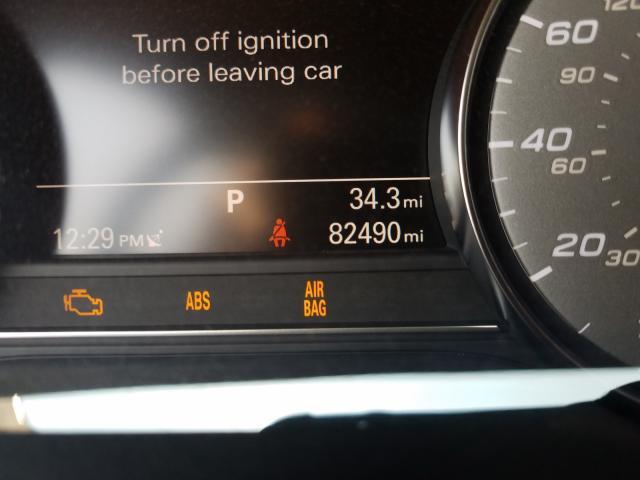 Turn off ignition
before leaving car
P 34.3 mi
12:29 PM 82490 mi
ABS
AIR
BAG
120
60
90
40
60
20
30